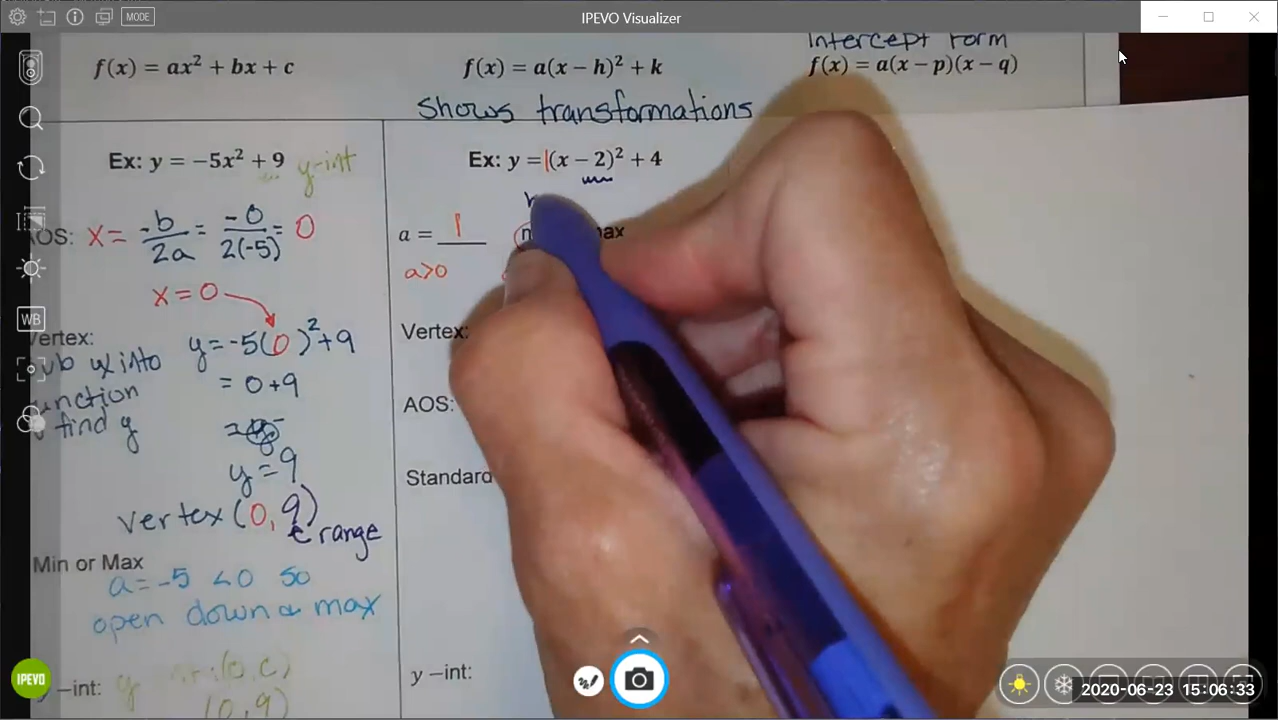 IPEVO Visualizer
MODE
Intercept Form
f(x) = ax² + bx + c
f(x) = a(x − h)² + k
f(x) = a(x − p)(x − q)
Shows transformations
Ex: y = −5x² + 9 y-int
OS: x = -b/2a = -0/2(-5) = 0
x = 0
Vertex:
sub x into
function
find y
y = -5(0)² + 9
= 0 + 9
y = 9
vertex (0, 9)
range
Min or Max
a = -5 < 0 so
open down & max
-int: y (0, c)
(0, 9)
Ex: y = 1(x − 2)² + 4
a = 1 max
a > 0
Vertex:
AOS:
Standard
y −int:
WB
IPEVO
2020-06-23 15:06:33